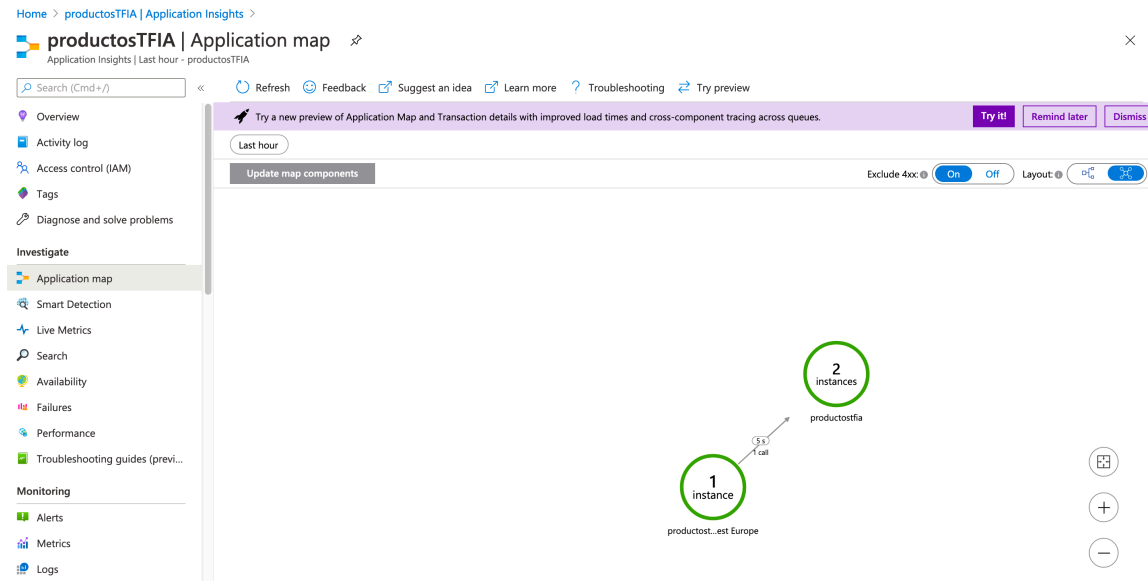 Home > productosTFIA | Application Insights >
productosTFIA | Application map
Application Insights | Last hour - productosTFIA
Search (Cmd+/)
«
Refresh
Feedback
Suggest an idea
Learn more
Troubleshooting
Try preview
Overview
Activity log
Access control (IAM)
Tags
Diagnose and solve problems
Investigate
Application map
Smart Detection
Live Metrics
Search
Availability
Failures
Performance
Troubleshooting guides (previ...
Monitoring
Alerts
Metrics
Logs
Try a new preview of Application Map and Transaction details with improved load times and cross-component tracing across queues.
Try it!
Remind later
Dismiss
Last hour
Update map components
Exclude 4xx:
On
Off
Layout:
2
instances
productostfia
5 s
1 call
1
instance
productost...est Europe